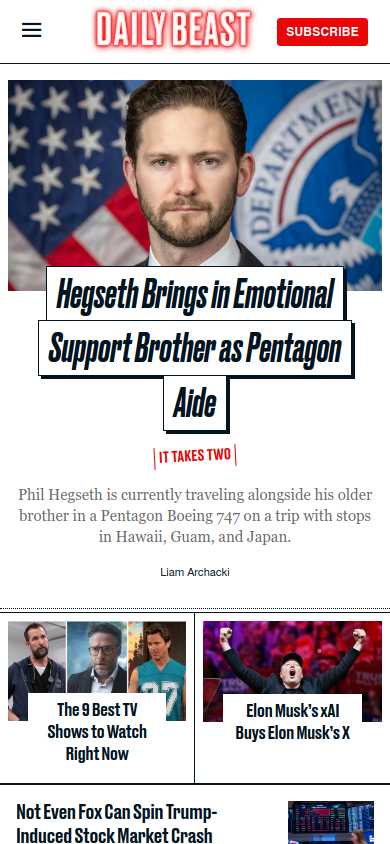 DAILY BEAST
SUBSCRIBE
DEPARTMENT
Hegseth Brings in Emotional
Support Brother as Pentagon
Aide
IT TAKES TWO
Phil Hegseth is currently traveling alongside his older
brother in a Pentagon Boeing 747 on a trip with stops
in Hawaii, Guam, and Japan.
Liam Archacki
37
The 9 Best TV
Shows to Watch
Right Now
Elon Musk's xAI
Buys Elon Musk's X
Not Even Fox Can Spin Trump-
Induced Stock Market Crash